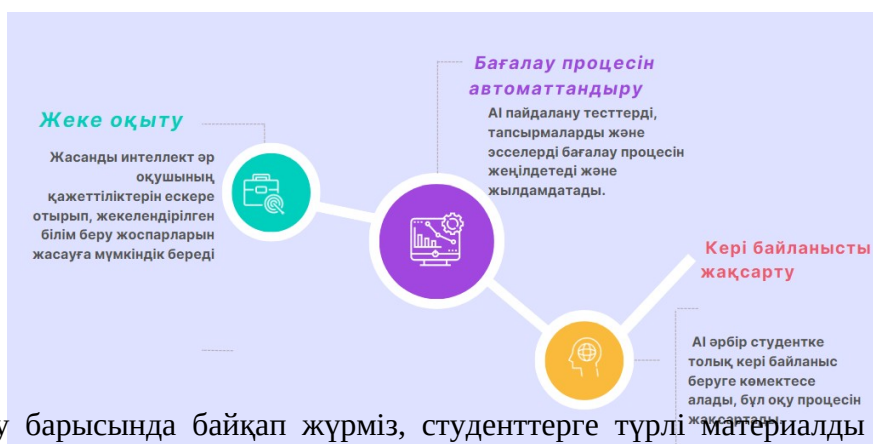 Бағалау процесін
автоматтандыру
AI пайдалану тесттерді,
тапсырмаларды және
эсселерді бағалау процесін
жеңілдетеді және
жылдамдатады.
Жеке оқыту
Жасанды интеллект әр
оқушының
қажеттіліктерін ескере
отырып, жекелендірілген
білім беру жоспарларын
жасауға мүмкіндік береді
Кері байланысты
жақсарту
AI әрбір студентке
толық кері байланыс
беруге көмектесе
алады, бұл оқу процесін
жақсартады.
барысында байқап жүрміз, студенттерге түрлі материалды